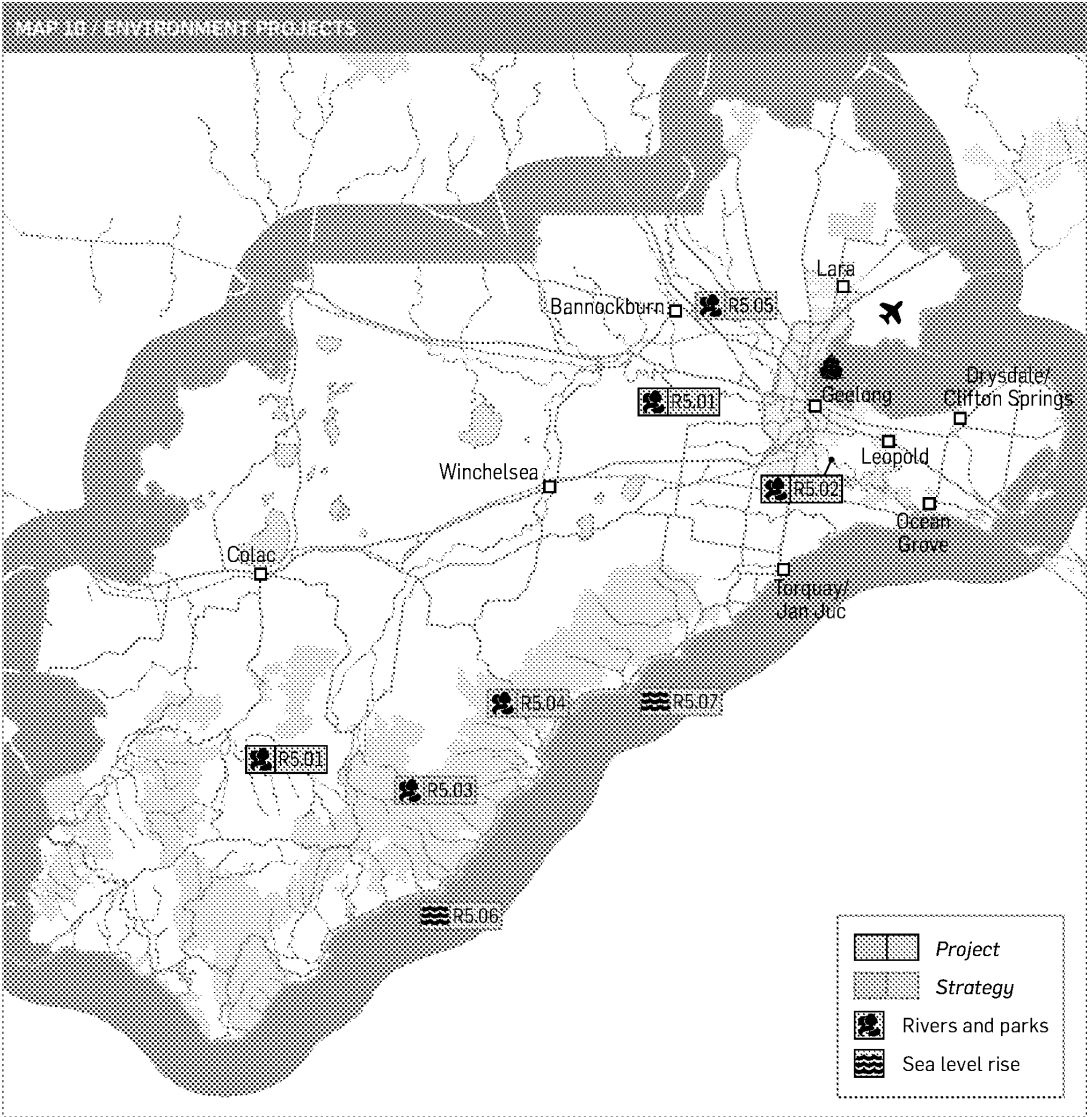 MAP 10 / ENVIRONMENT PROJECTS
Lara
Bannockburn
R5.05
Drysdale/
Clifton Springs
Geelong
R5.01
Leopold
Winchelsea
R5.02
Ocean
Grove
Colac
Torquay/
Jan Juc
R5.04
R5.07
R5.01
R5.03
R5.06
Project
Strategy
Rivers and parks
Sea level rise